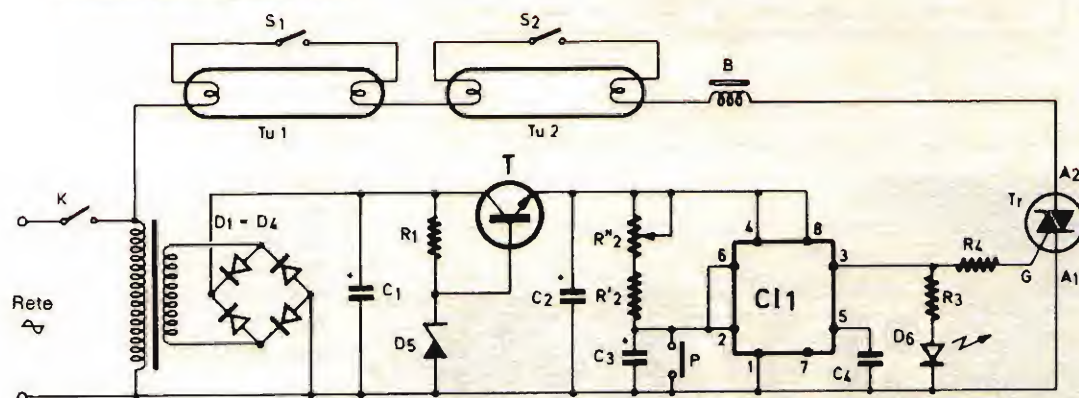 S1
S2
B
Tu 1
Tu 2
T
A2
K
D1 - D4
Tr
4
8
R1
R"2
6
3
R4
C1
C2
CI1
G
A1
Rete
R'2
R3
5
D5
2
D6
C3
P
1
7
C4
+
+
+